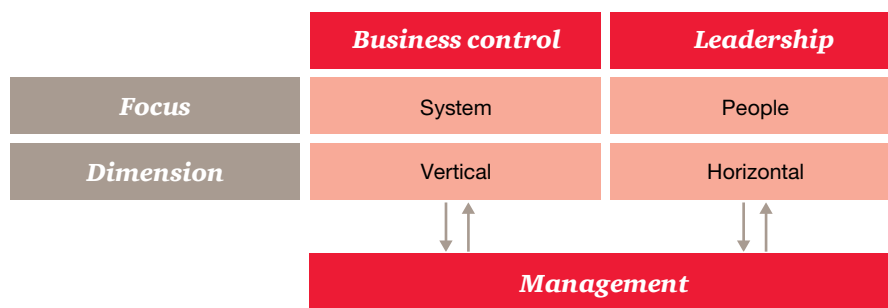 Business control
Leadership
Focus
System
People
Dimension
Vertical
Horizontal
Management